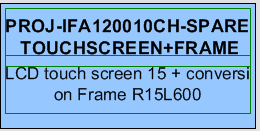 PROJ-IFA120010CH-SPARE
TOUCHSCREEN+FRAME
LCD touch screen 15 + conversi
on Frame R15L600